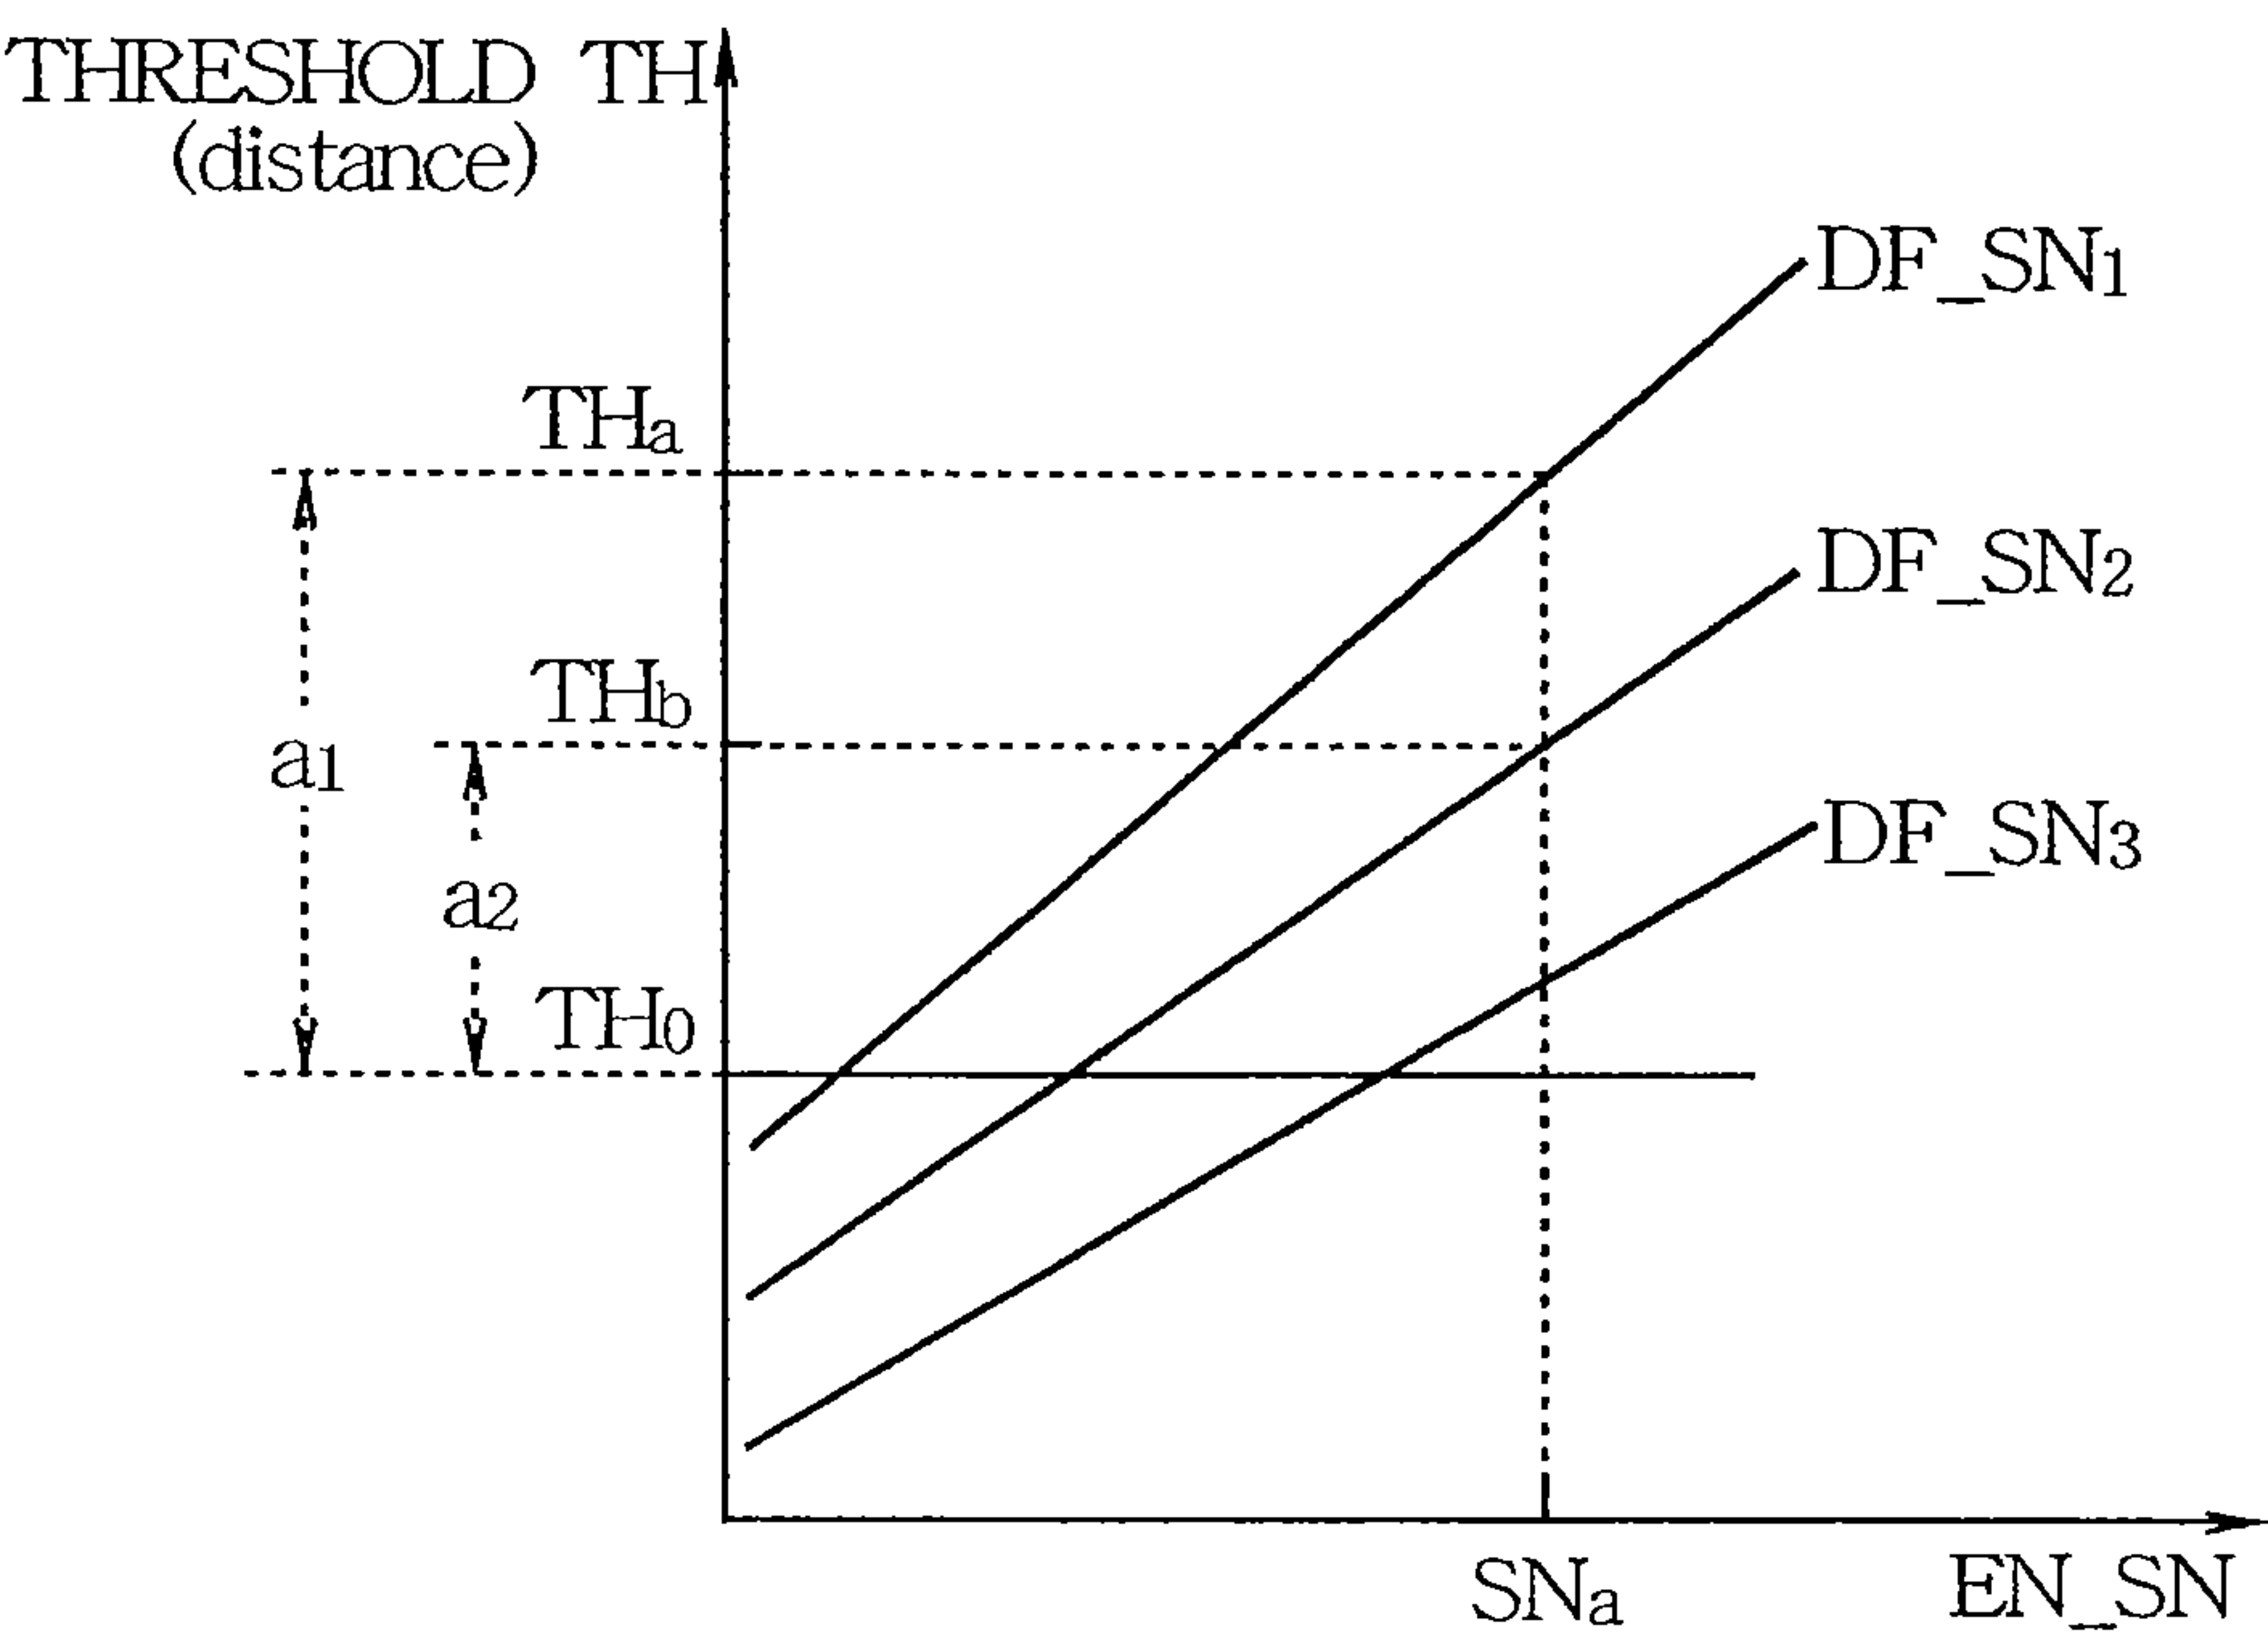 THRESHOLD TH
(distance)
DF_SN1
THa
DF_SN2
THb
a1
DF_SN3
a2
TH0
SNa
EN_SN